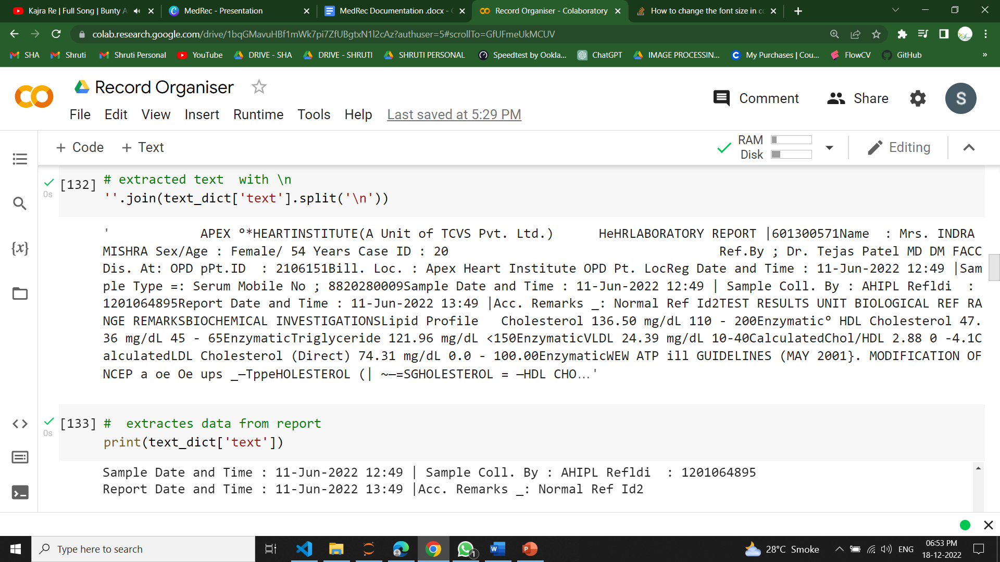 Kajra Re | Full Song | Bunty A
MedRec - Presentation
MedRec Documentation .docx -
Record Organiser - Colaboratory
How to change the font size in co
colab.research.google.com/drive/1bqGMavuHBf1mWk7pi7ZfUBgtxN1l2cAz?authuser=5#scrollTo=GfUFmeUkMCUV
SHA
Shruti
Shruti Personal
YouTube
DRIVE - SHA
DRIVE - SHRUTI
SHRUTI PERSONAL
Speedtest by Ookla...
ChatGPT
IMAGE PROCESSIN...
My Purchases | Cou...
FlowCV
GitHub
»
Record Organiser
Comment
Share
S
File Edit View Insert Runtime Tools Help Last saved at 5:29 PM
+ Code + Text
RAM
Disk
Editing
{x}
[132] # extracted text  with \n
0s
''.join(text_dict['text'].split('\n'))
'            APEX °*HEARTINSTITUTE(A Unit of TCVS Pvt. Ltd.)      HeHRLABORATORY REPORT |601300571Name  : Mrs. INDRA
MISHRA Sex/Age : Female/ 54 Years Case ID : 20                                    Ref.By ; Dr. Tejas Patel MD DM FACC
Dis. At: OPD pPt.ID  : 2106151Bill. Loc. : Apex Heart Institute OPD Pt. LocReg Date and Time : 11-Jun-2022 12:49 |Sam
ple Type =: Serum Mobile No ; 8820280009Sample Date and Time : 11-Jun-2022 12:49 | Sample Coll. By : AHIPL Refldi  :
1201064895Report Date and Time : 11-Jun-2022 13:49 |Acc. Remarks _: Normal Ref Id2TEST RESULTS UNIT BIOLOGICAL REF RA
NGE REMARKSBIOCHEMICAL INVESTIGATIONSLipid Profile   Cholesterol 136.50 mg/dL 110 - 200Enzymatic° HDL Cholesterol 47.
36 mg/dL 45 - 65EnzymaticTriglyceride 121.96 mg/dL <150EnzymaticVLDL 24.39 mg/dL 10-40CalculatedChol/HDL 2.88 0 -4.1C
alculatedLDL Cholesterol (Direct) 74.31 mg/dL 0.0 - 100.00EnzymaticWEW ATP ill GUIDELINES (MAY 2001}. MODIFICATION OF
NCEP a oe Oe ups _—TppeHOLESTEROL (| ~—=SGHOLESTEROL = —HDL CHO…'
[133] #  extractes data from report
0s
print(text_dict['text'])
Sample Date and Time : 11-Jun-2022 12:49 | Sample Coll. By : AHIPL Refldi  : 1201064895
Report Date and Time : 11-Jun-2022 13:49 |Acc. Remarks _: Normal Ref Id2
Type here to search
1
28°C Smoke
ENG
06:53 PM
18-12-2022